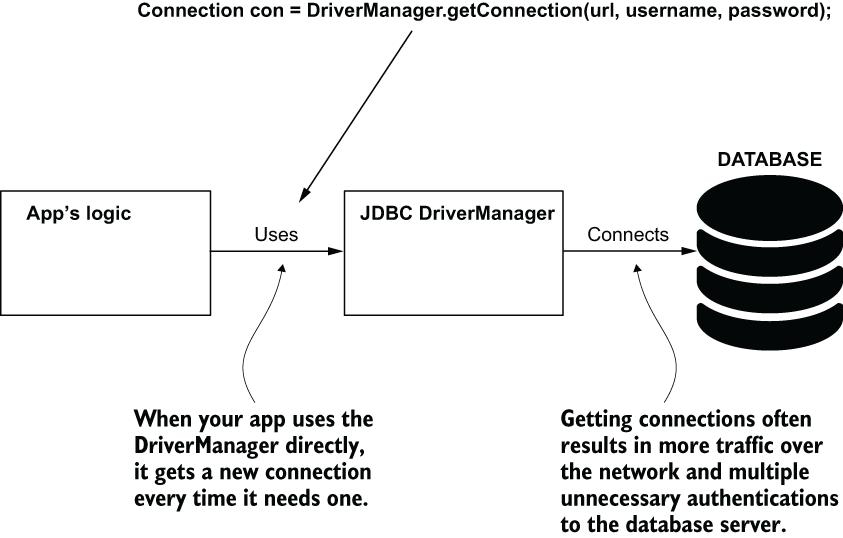 Connection con = DriverManager.getConnection(url, username, password);
DATABASE
App's logic
Uses
JDBC DriverManager
Connects
When your app uses the
DriverManager directly,
it gets a new connection
every time it needs one.
Getting connections often
results in more traffic over
the network and multiple
unnecessary authentications
to the database server.